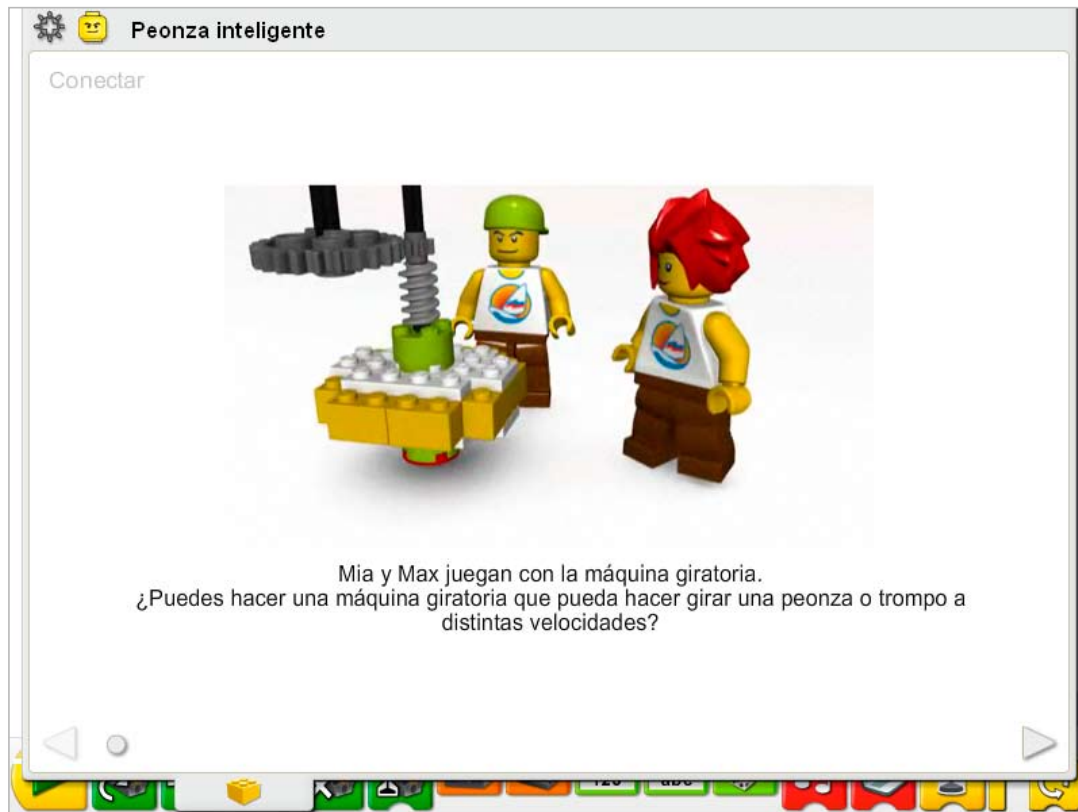 Peonza inteligente
Conectar
Mia y Max juegan con la máquina giratoria.
¿Puedes hacer una máquina giratoria que pueda hacer girar una peonza o trompo a
distintas velocidades?